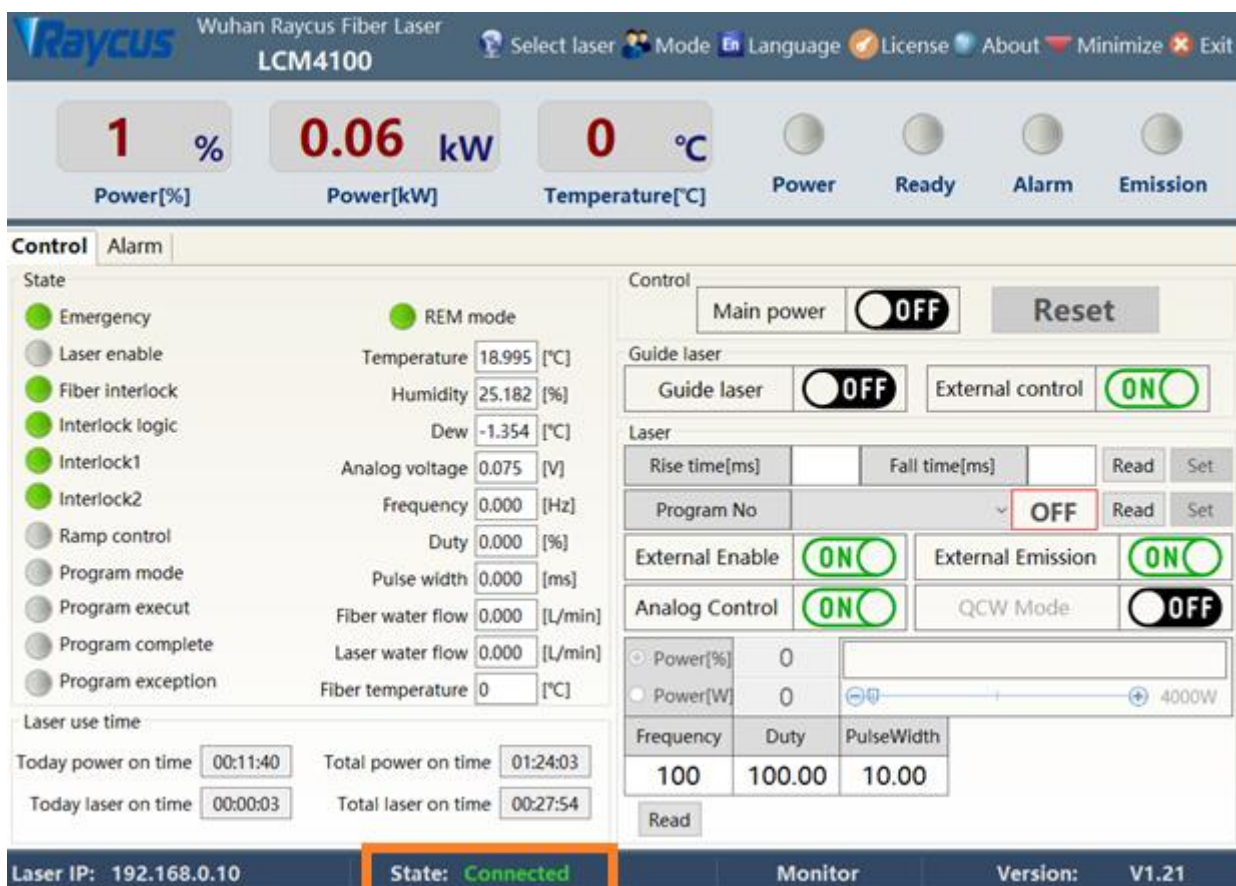 Raycus
Wuhan Raycus Fiber Laser
LCM4100
Select laser Mode En Language License About Minimize Exit
1 % 0.06 kW 0 ℃
Power[%] Power[kW] Temperature[℃] Power Ready Alarm Emission
Control Alarm
State
Emergency REM mode
Laser enable Temperature 18.995 [℃]
Fiber interlock Humidity 25.182 [%]
Interlock logic Dew -1.354 [℃]
Interlock1 Analog voltage 0.075 [V]
Interlock2 Frequency 0.000 [Hz]
Ramp control Duty 0.000 [%]
Program mode Pulse width 0.000 [ms]
Program execut Fiber water flow 0.000 [L/min]
Program complete Laser water flow 0.000 [L/min]
Program exception Fiber temperature 0 [℃]
Laser use time
Today power on time 00:11:40 Total power on time 01:24:03
Today laser on time 00:00:03 Total laser on time 00:27:54
Control
Main power OFF Reset
Guide laser
Guide laser OFF External control ON
Laser
Rise time[ms] Fall time[ms] Read Set
Program No OFF Read Set
External Enable ON External Emission ON
Analog Control ON QCW Mode OFF
Power[%] 0
Power[W] 0 4000W
Frequency Duty PulseWidth
100 100.00 10.00
Read
Laser IP: 192.168.0.10 State: Connected Monitor Version: V1.21